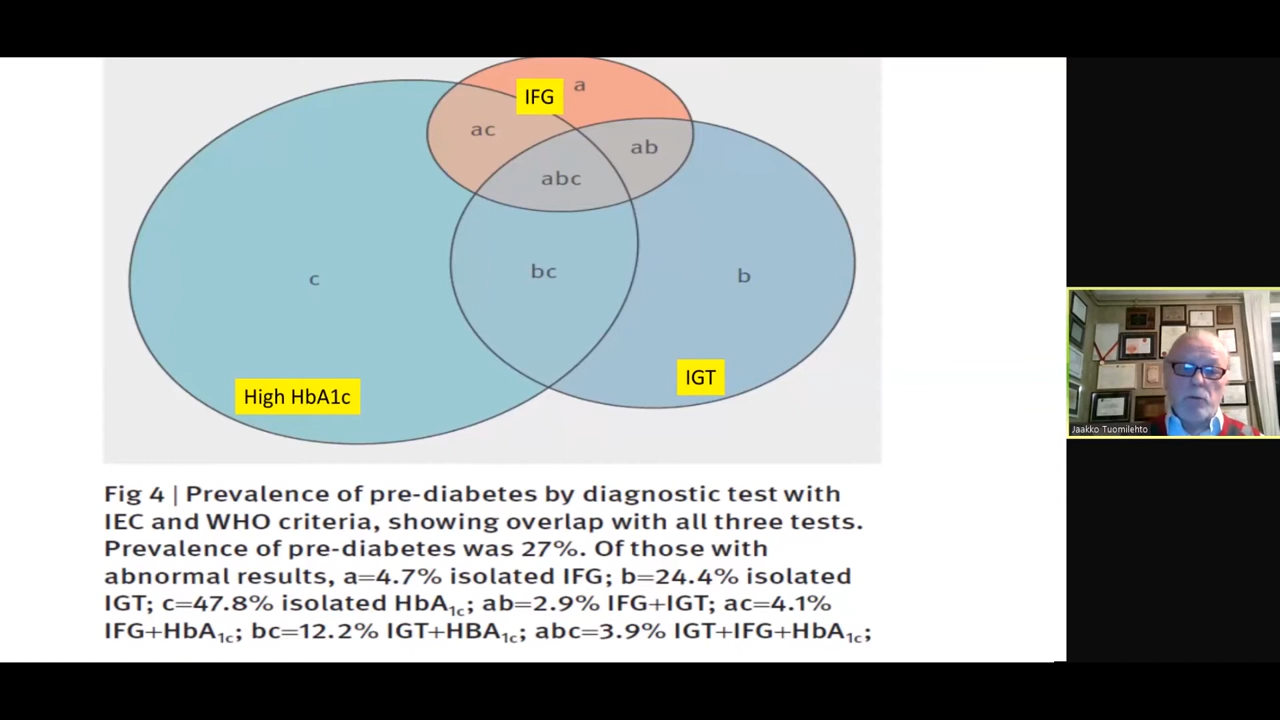 a
IFG
ac
ab
abc
c
bc
b
IGT
High HbA1c
Fig 4 | Prevalence of pre-diabetes by diagnostic test with
IEC and WHO criteria, showing overlap with all three tests.
Prevalence of pre-diabetes was 27%. Of those with
abnormal results, a=4.7% isolated IFG; b=24.4% isolated
IGT; c=47.8% isolated HbA1c; ab=2.9% IFG+IGT; ac=4.1%
IFG+HbA1c; bc=12.2% IGT+HBA1c; abc=3.9% IGT+IFG+HbA1c;
Jaakko Tuomilehto